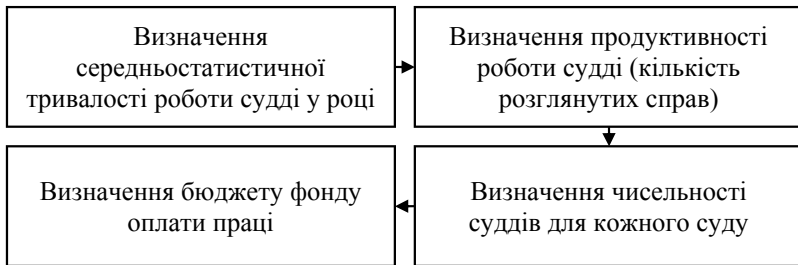 Визначення
середньостатистичної
тривалості роботи судді у році
Визначення продуктивності
роботи судді (кількість
розглянутих справ)
Визначення чисельності
суддів для кожного суду
Визначення бюджету фонду
оплати праці